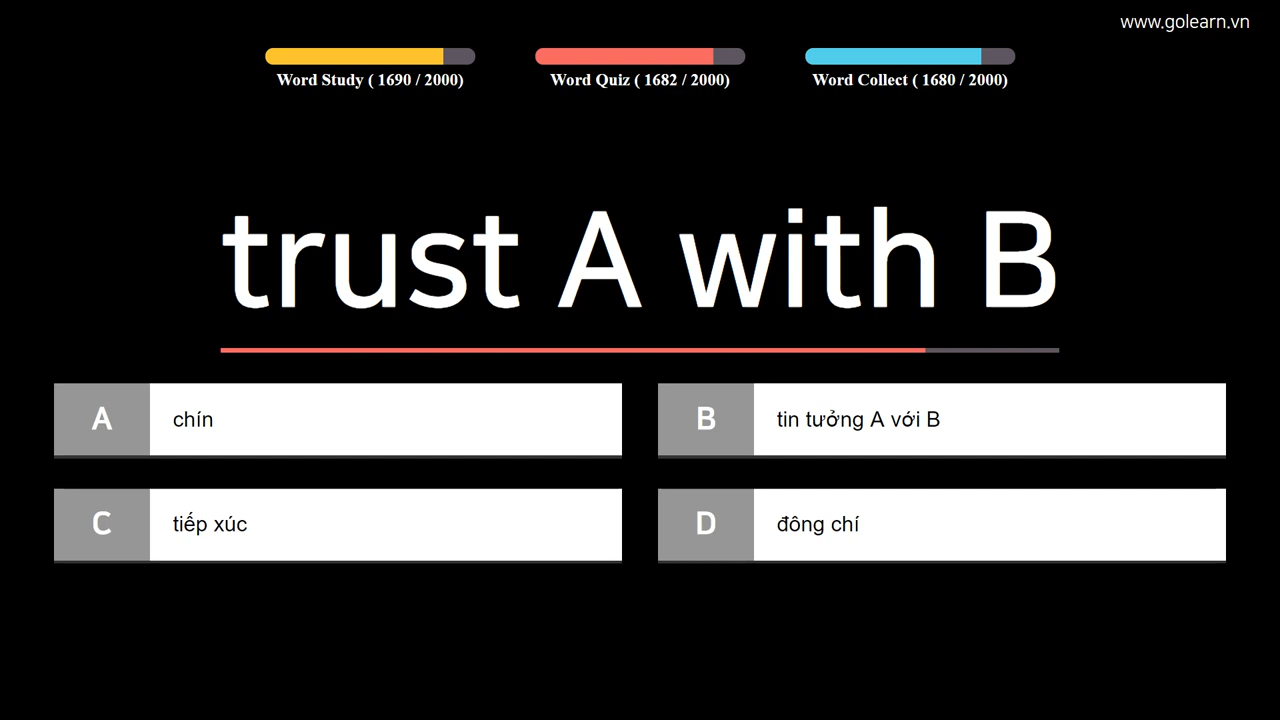 www.golearn.vn
Word Study ( 1690 / 2000)
Word Quiz ( 1682 / 2000)
Word Collect ( 1680 / 2000)
trust A with B
A chín
B tin tưởng A với B
C tiếp xúc
D đông chí